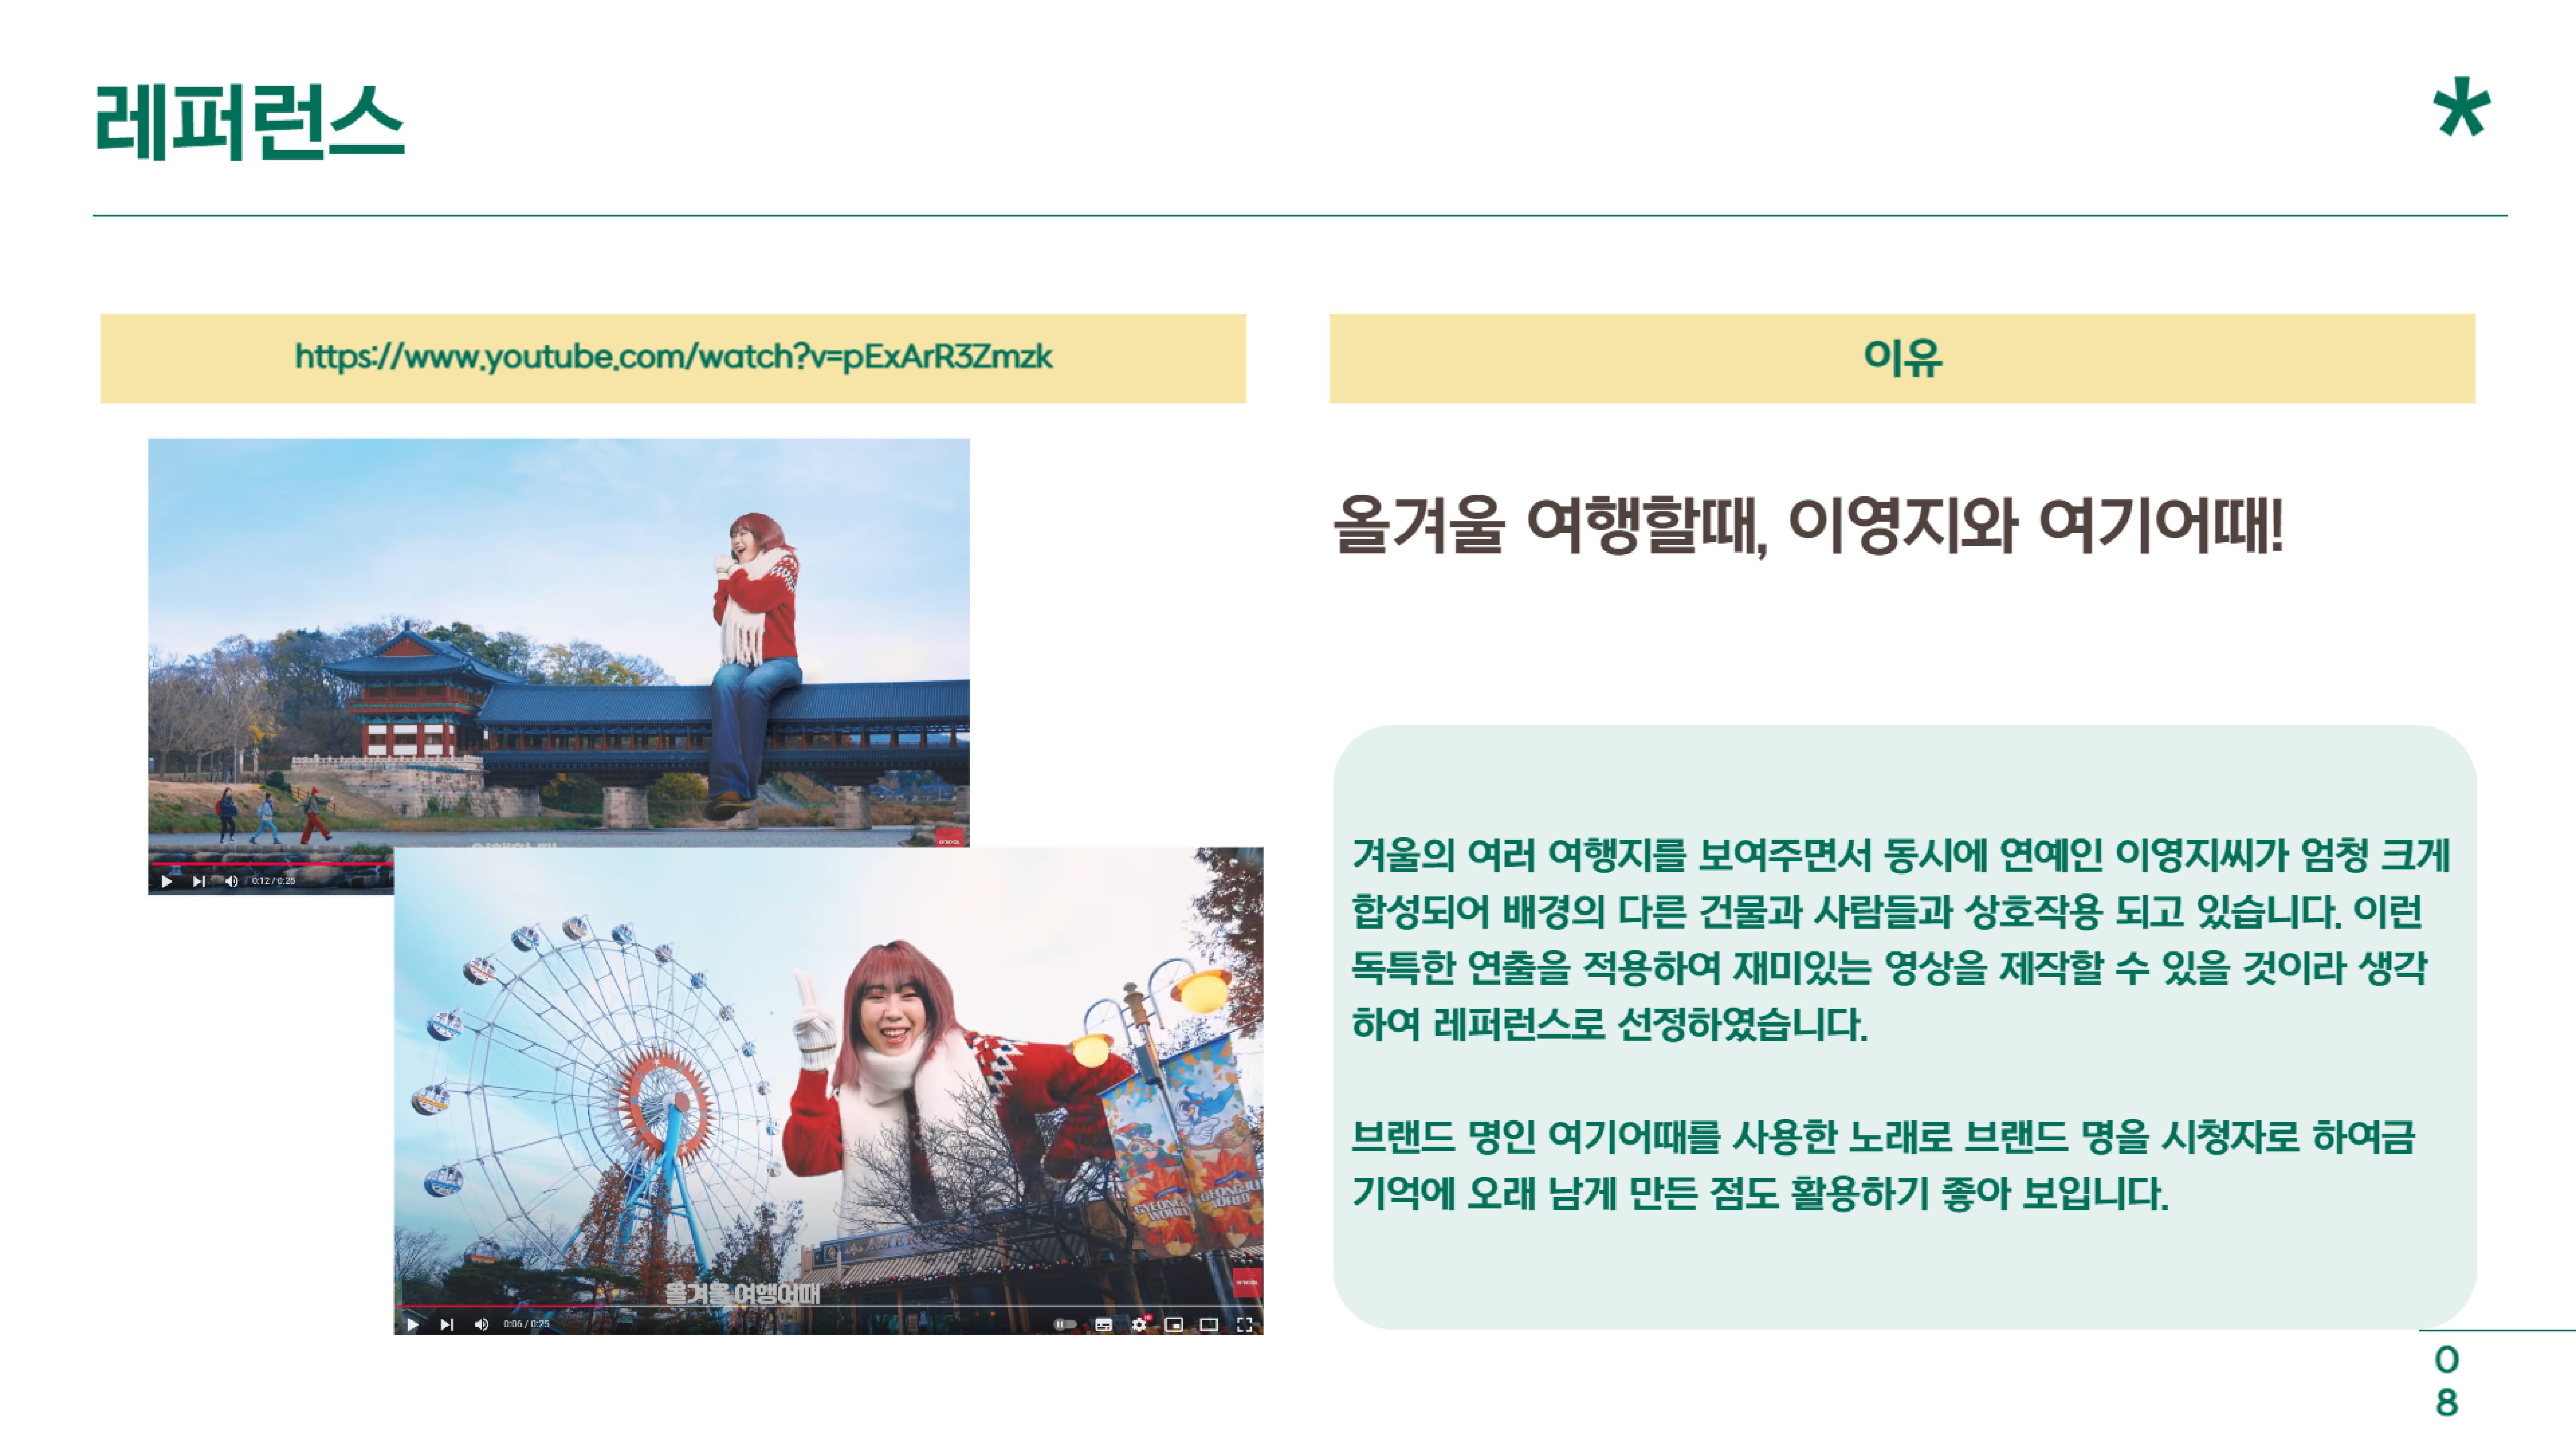 레퍼런스
*
https://www.youtube.com/watch?v=pExArR3Zmzk
이유
올겨울 여행할때, 이영지와 여기어때!
0:12 / 0:25
GYEONGJU
WORLD
GEONGJU
WORLD
올겨울 여행어때
0:06 / 0:25
겨울의 여러 여행지를 보여주면서 동시에 연예인 이영지씨가 엄청 크게
합성되어 배경의 다른 건물과 사람들과 상호작용 되고 있습니다. 이런
독특한 연출을 적용하여 재미있는 영상을 제작할 수 있을 것이라 생각
하여 레퍼런스로 선정하였습니다.
브랜드 명인 여기어때를 사용한 노래로 브랜드 명을 시청자로 하여금
기억에 오래 남게 만든 점도 활용하기 좋아 보입니다.
0
8